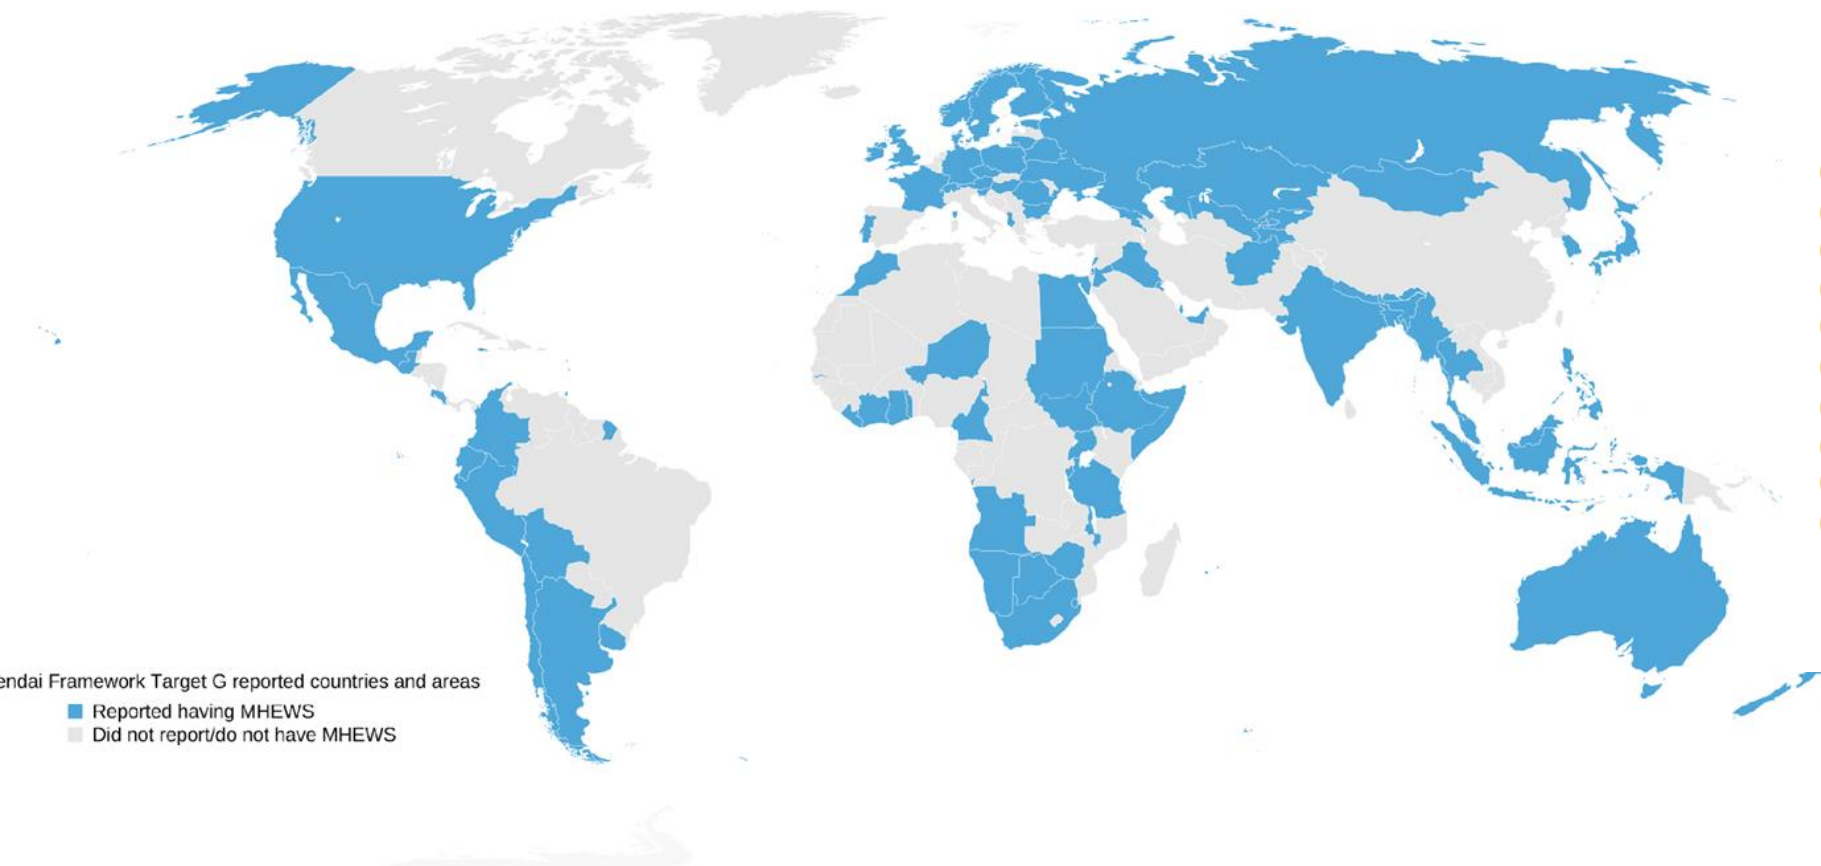 endai Framework Target G reported countries and areas
Reported having MHEWS
Did not report/do not have MHEWS